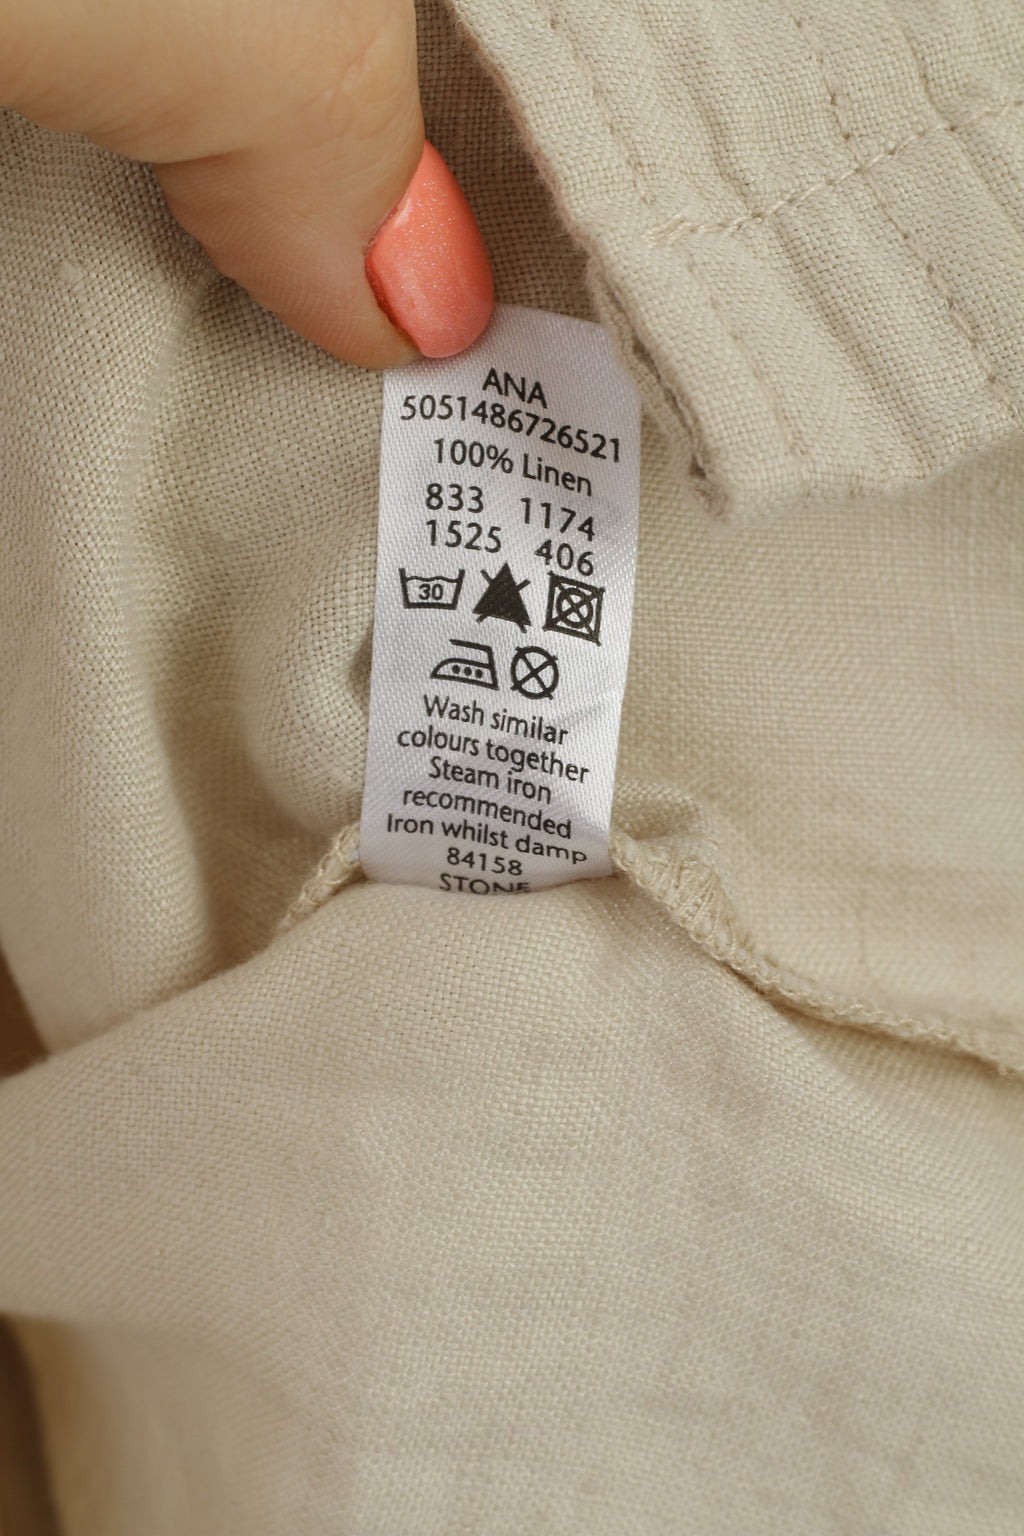 ANA
5051486726521
100% Linen
833 1174
1525 406
30
Wash similar
colours together
Steam iron
recommended
Iron whilst damp
84158
STONE